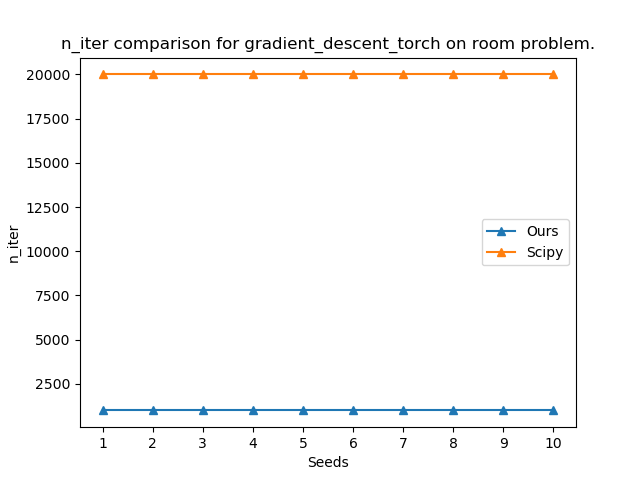 n_iter comparison for gradient_descent_torch on room problem.
20000
17500
15000
12500
10000
7500
5000
2500
n_iter
Ours
Scipy
1 2 3 4 5 6 7 8 9 10
Seeds